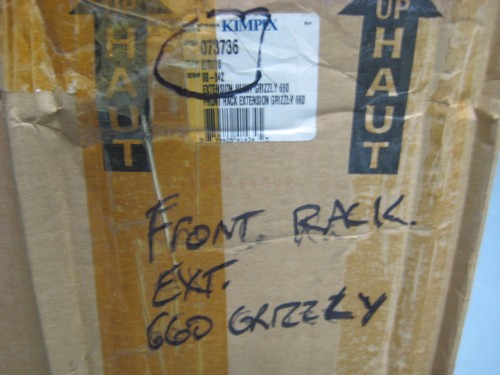 KIMPEX
073736
EXTENSION AVANT GRIZZLY 660
FRONT RACK EXTENSION GRIZZLY 660
UP
HAUT
UP
HAUT
FRONT. RACK.
EXT.
660 GRIZZLY